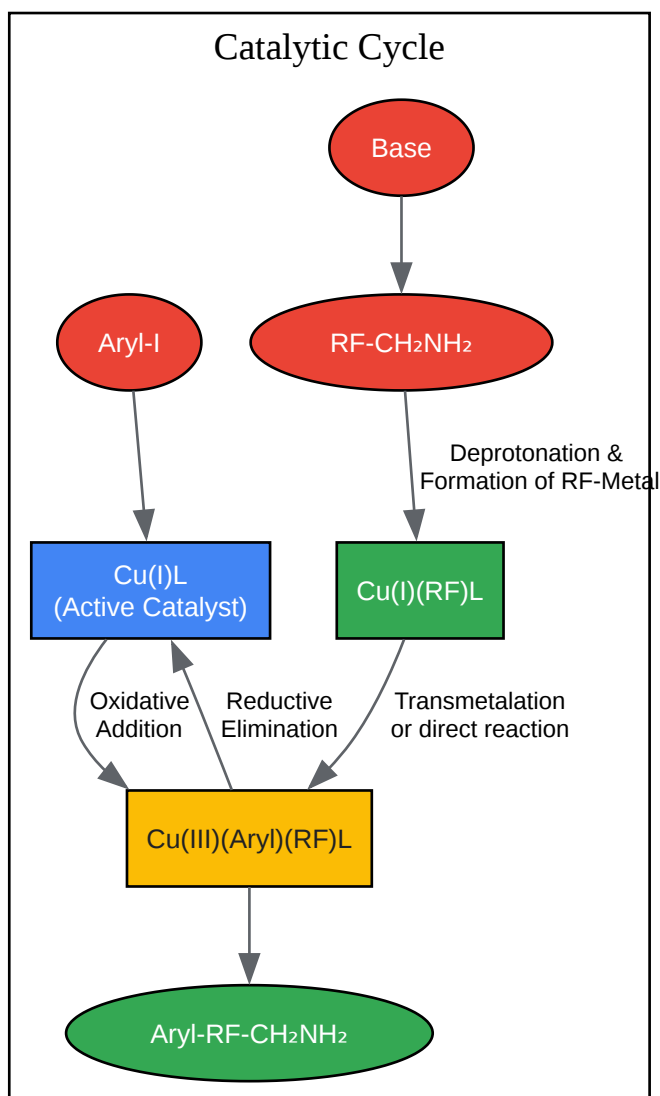 Catalytic Cycle
Base
Aryl-I
RF-CH₂NH₂
Deprotonation &
Formation of RF-Metal
Cu(I)L
(Active Catalyst)
Cu(I)(RF)L
Oxidative
Addition
Reductive
Elimination
Transmetalation
or direct reaction
Cu(III)(Aryl)(RF)L
Aryl-RF-CH₂NH₂